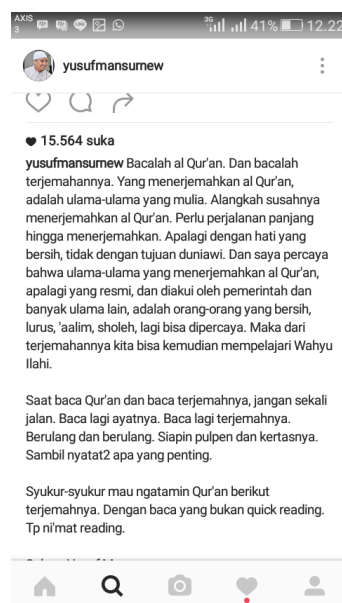 AXIS
3
3G
41%
12.22
yusufmansurnew
15.564 suka
yusufmansurnew Bacalah al Qur'an. Dan bacalah
terjemahannya. Yang menerjemahkan al Qur'an,
adalah ulama-ulama yang mulia. Alangkah susahnya
menerjemahkan al Qur'an. Perlu perjalanan panjang
hingga menerjemahkan. Apalagi dengan hati yang
bersih, tidak dengan tujuan duniawi. Dan saya percaya
bahwa ulama-ulama yang menerjemahkan al Qur'an,
apalagi yang resmi, dan diakui oleh pemerintah dan
banyak ulama lain, adalah orang-orang yang bersih,
lurus, 'aalim, sholeh, lagi bisa dipercaya. Maka dari
terjemahannya kita bisa kemudian mempelajari Wahyu
Ilahi.
Saat baca Qur'an dan baca terjemahnya, jangan sekali
jalan. Baca lagi ayatnya. Baca lagi terjemahnya.
Berulang dan berulang. Siapin pulpen dan kertasnya.
Sambil nyatat2 apa yang penting.
Syukur-syukur mau ngatamin Qur'an berikut
terjemahnya. Dengan baca yang bukan quick reading.
Tp ni'mat reading.